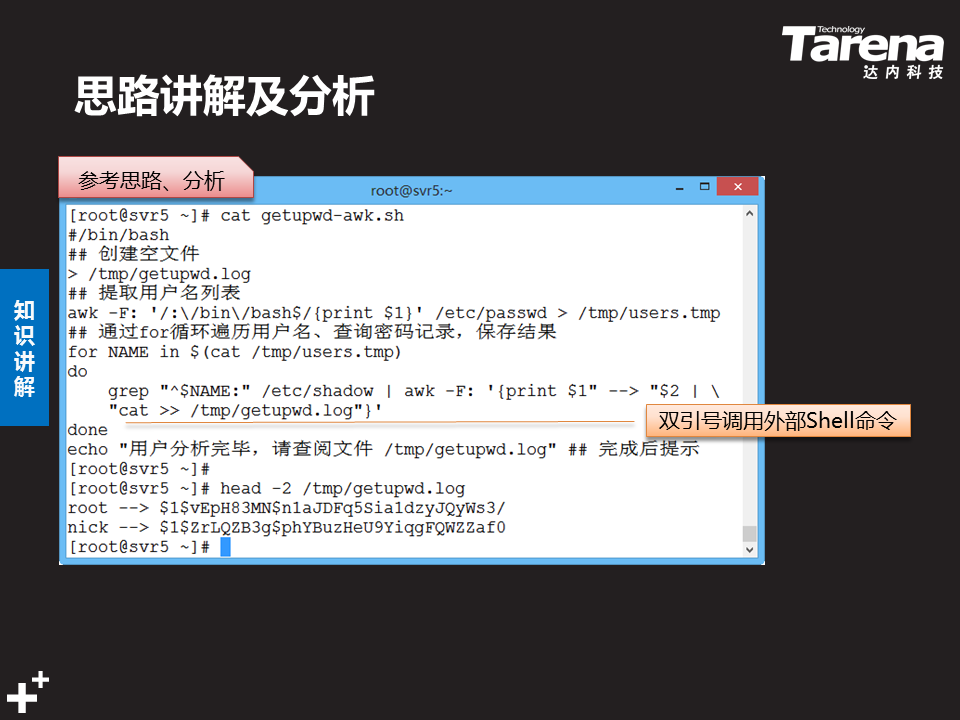 Technology
Tarena
达内科技
思路讲解及分析
参考思路、分析
root@svr5:~
[root@svr5 ~]# cat getupwd-awk.sh
#/bin/bash
## 创建空文件
> /tmp/getupwd.log
## 提取用户名列表
awk -F: '/:\/bin\/bash$/{print $1}' /etc/passwd > /tmp/users.tmp
## 通过for循环遍历用户名、查询密码记录，保存结果
for NAME in $(cat /tmp/users.tmp)
do
    grep "^$NAME:" /etc/shadow | awk -F: '{print $1" --> "$2 | \
    "cat >> /tmp/getupwd.log"}'
done
echo "用户分析完毕，请查阅文件 /tmp/getupwd.log" ## 完成后提示
[root@svr5 ~]#
[root@svr5 ~]# head -2 /tmp/getupwd.log
root --> $1$vEpH83MN$n1aJDFq5Sia1dzyJQyWs3/
nick --> $1$ZrLQZB3g$phYBuzHeU9YiqgFQWZZaf0
[root@svr5 ~]#
双引号调用外部Shell命令
知识讲解